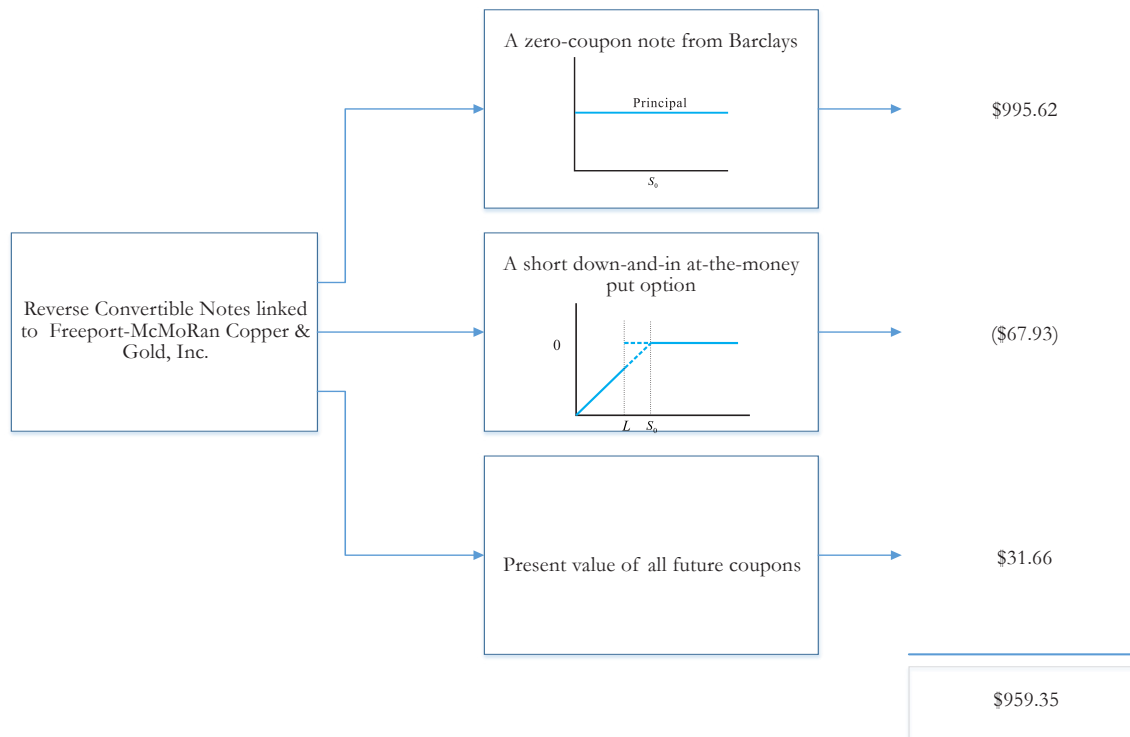 A zero-coupon note from Barclays
Principal
S₀
$995.62
Reverse Convertible Notes linked
to Freeport-McMoRan Copper &
Gold, Inc.
A short down-and-in at-the-money
put option
0
L S₀
($67.93)
Present value of all future coupons
$31.66
$959.35